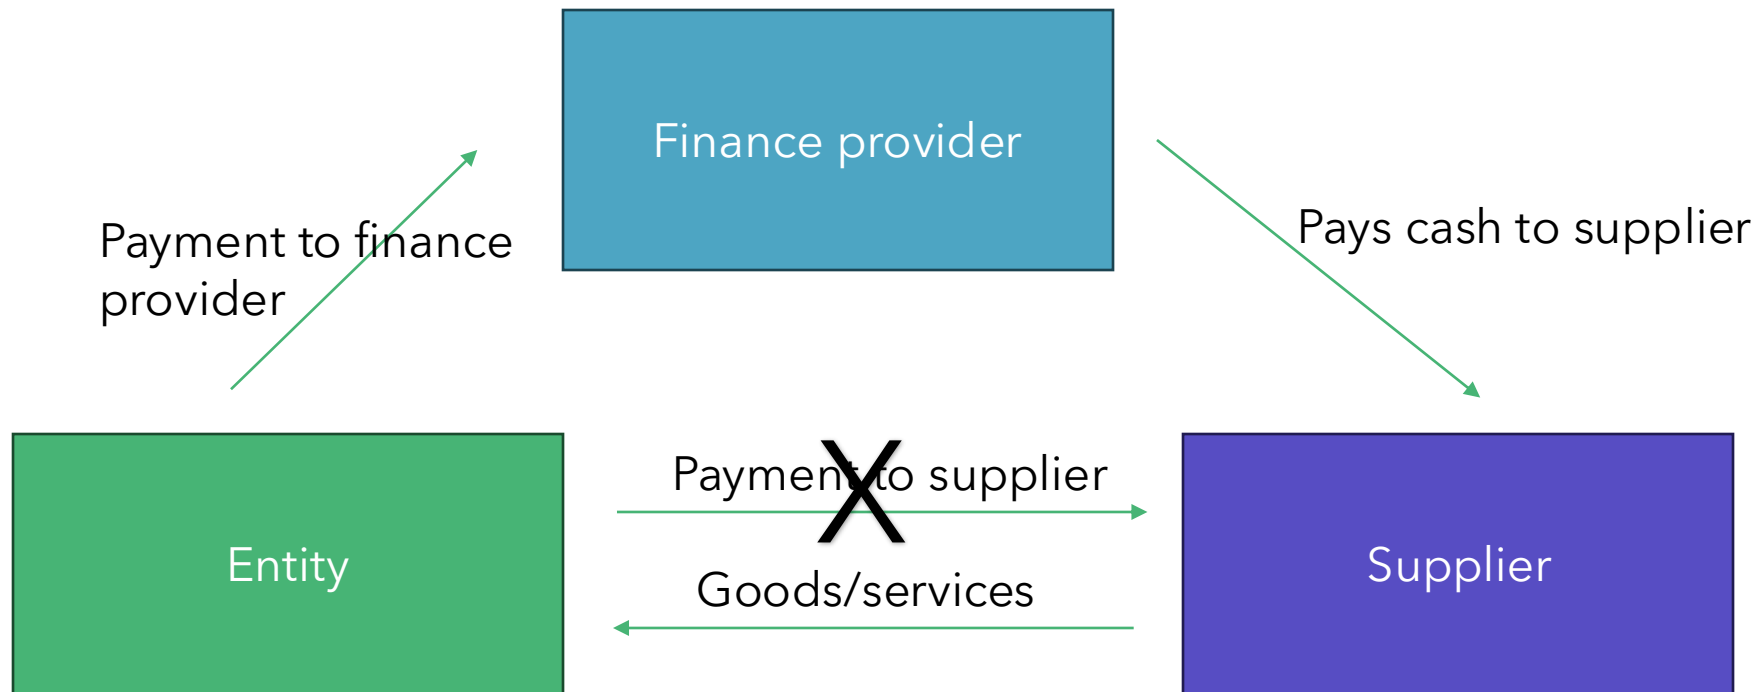 Finance provider
Payment to finance
provider
Pays cash to supplier
Payment to supplier
X
Entity
Goods/services
Supplier